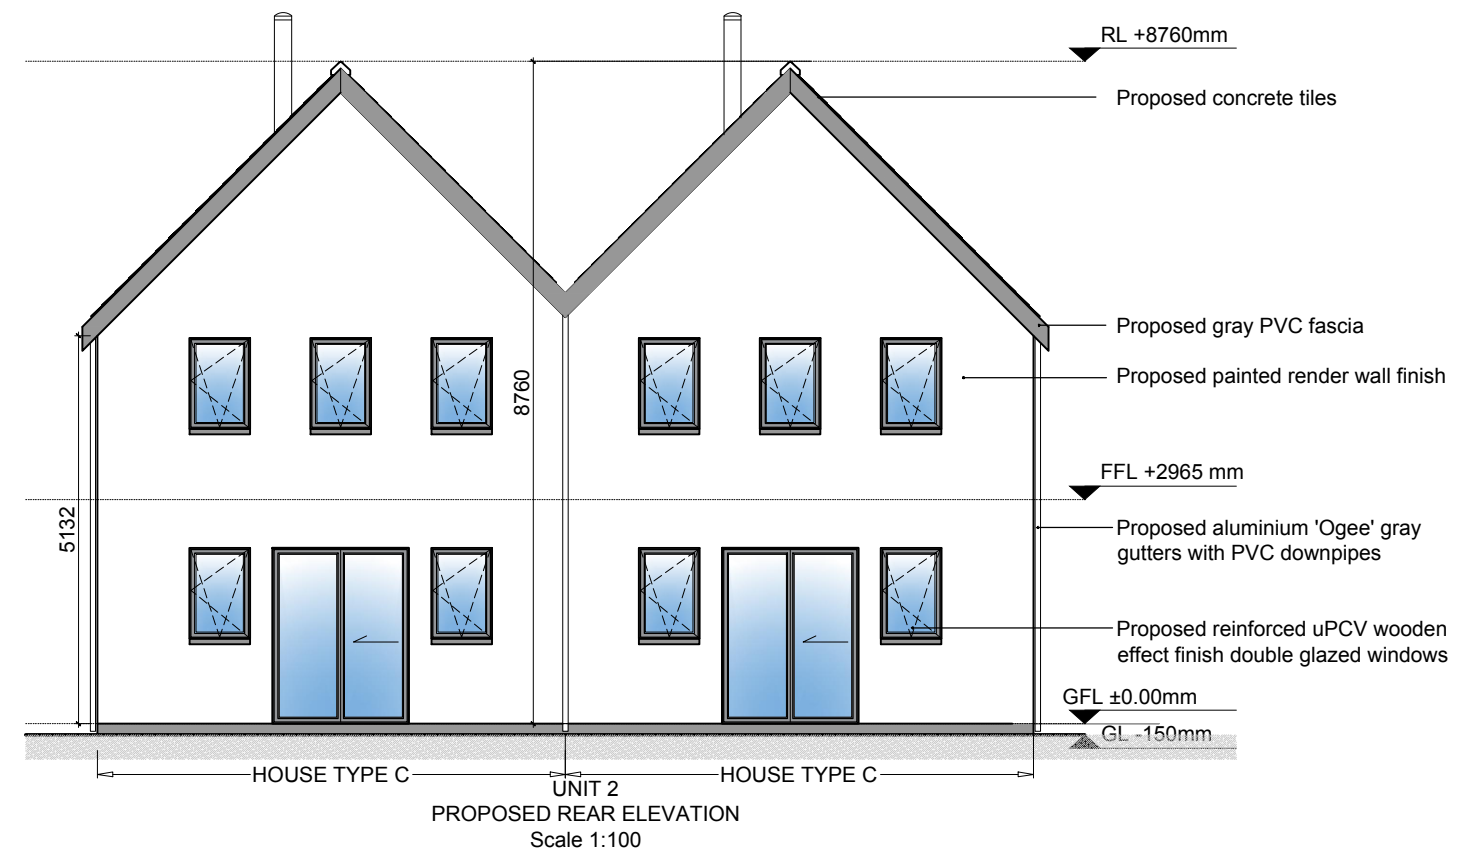 RL +8760mm
Proposed concrete tiles
Proposed gray PVC fascia
Proposed painted render wall finish
8760
FFL +2965 mm
5132
Proposed aluminium 'Ogee' gray
gutters with PVC downpipes
Proposed reinforced uPCV wooden
effect finish double glazed windows
GFL ±0.00mm
GL -150mm
HOUSE TYPE C
HOUSE TYPE C
UNIT 2
PROPOSED REAR ELEVATION
Scale 1:100